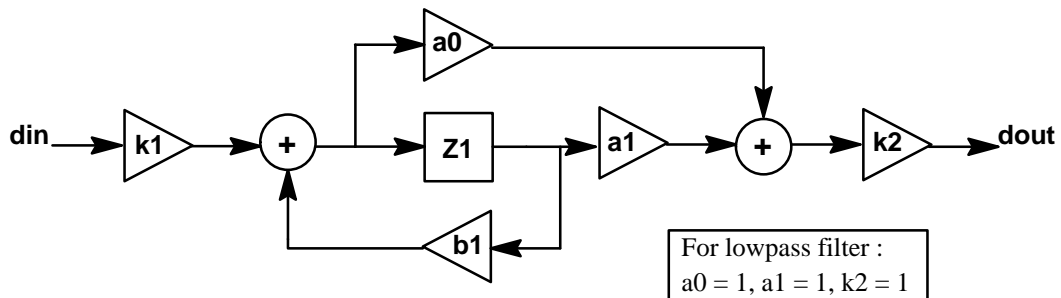 a0
din
k1
+
Z1
a1
+
k2
dout
b1
For lowpass filter :
a0 = 1, a1 = 1, k2 = 1